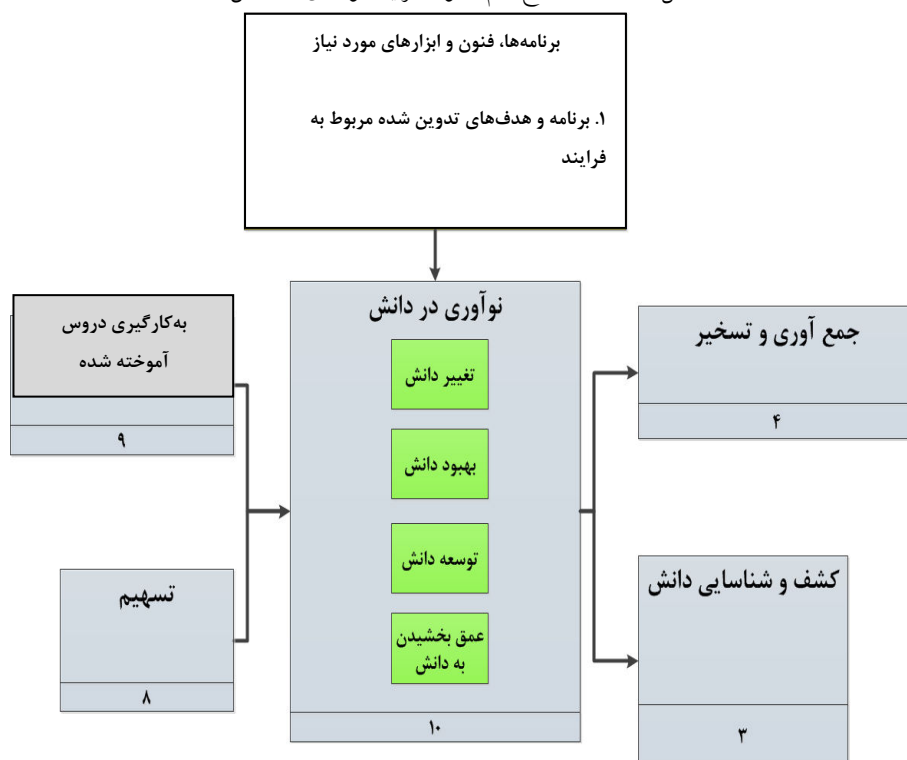 برنامه‌ها، فنون و ابزارهای مورد نیاز
۱. برنامه و هدف‌های تدوین شده مربوط به
فرایند
نوآوری در دانش
تغییر دانش
بهبود دانش
توسعه دانش
عمق بخشیدن
به دانش
۱۰
جمع آوری و تسخیر
۴
کشف و شناسایی دانش
۳
به‌کارگیری دروس
آموخته شده
۹
تسهیم
۸